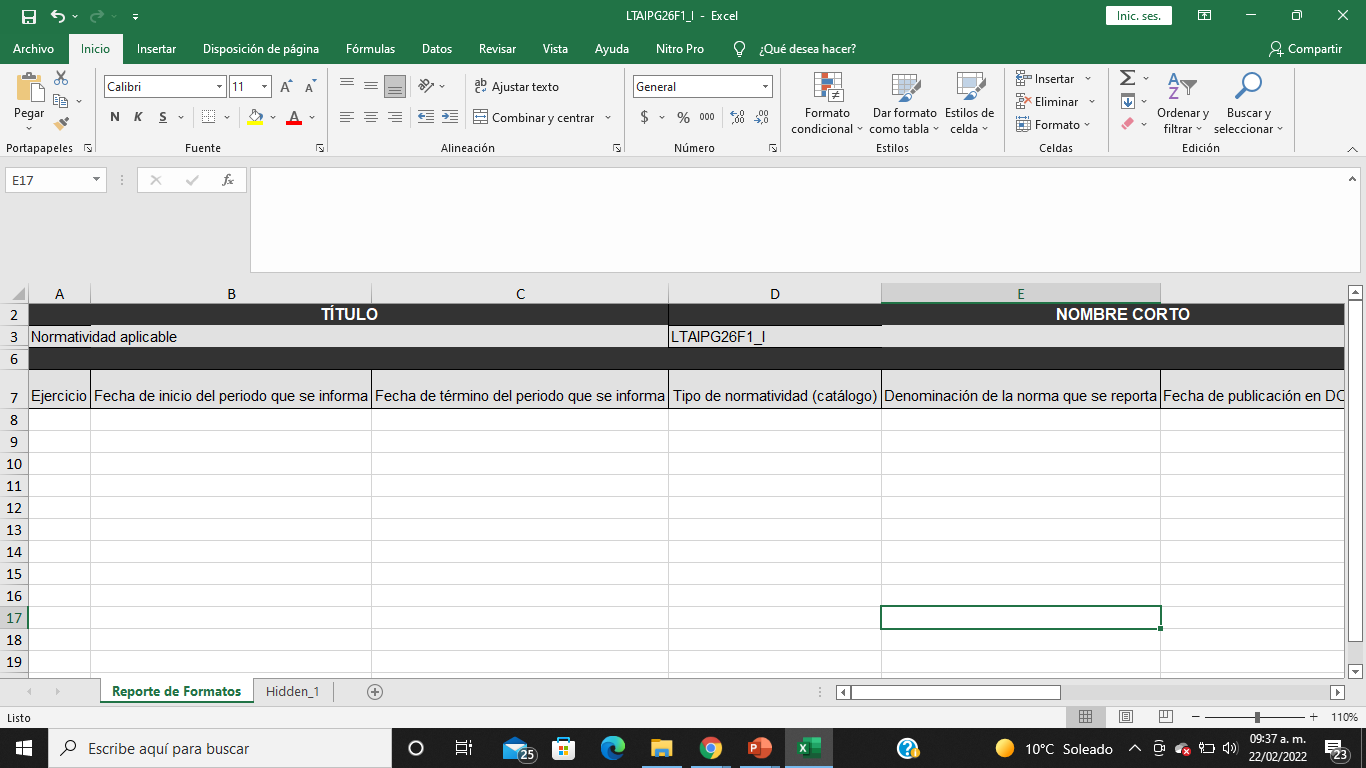 LTAIPG26F1_I - Excel
Inic. ses.
Archivo Inicio Insertar Disposición de página Fórmulas Datos Revisar Vista Ayuda Nitro Pro ¿Qué desea hacer? Compartir
Pegar
Calibri 11
N K S
Ajustar texto
Combinar y centrar
General
$ % 000
Formato condicional
Dar formato como tabla
Estilos de celda
Insertar
Eliminar
Formato
Ordenar y filtrar
Buscar y seleccionar
Portapapeles Fuente Alineación Número Estilos Celdas Edición
E17 fx
A B C D E
2 TÍTULO NOMBRE CORTO
3 Normatividad aplicable LTAIPG26F1_I
6
7 Ejercicio Fecha de inicio del periodo que se informa Fecha de término del periodo que se informa Tipo de normatividad (catálogo) Denominación de la norma que se reporta Fecha de publicación en DO
8
9
10
11
12
13
14
15
16
17
18
19
Reporte de Formatos Hidden_1
Listo 110%
Escribe aquí para buscar 25 10°C Soleado 09:37 a. m.
22/02/2022 23